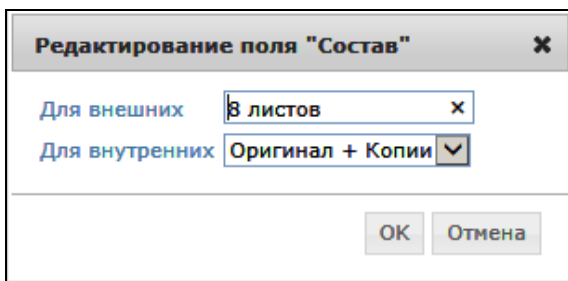 Редактирование поля "Состав"
Для внешних 8 листов
Для внутренних Оригинал + Копии
OK Отмена